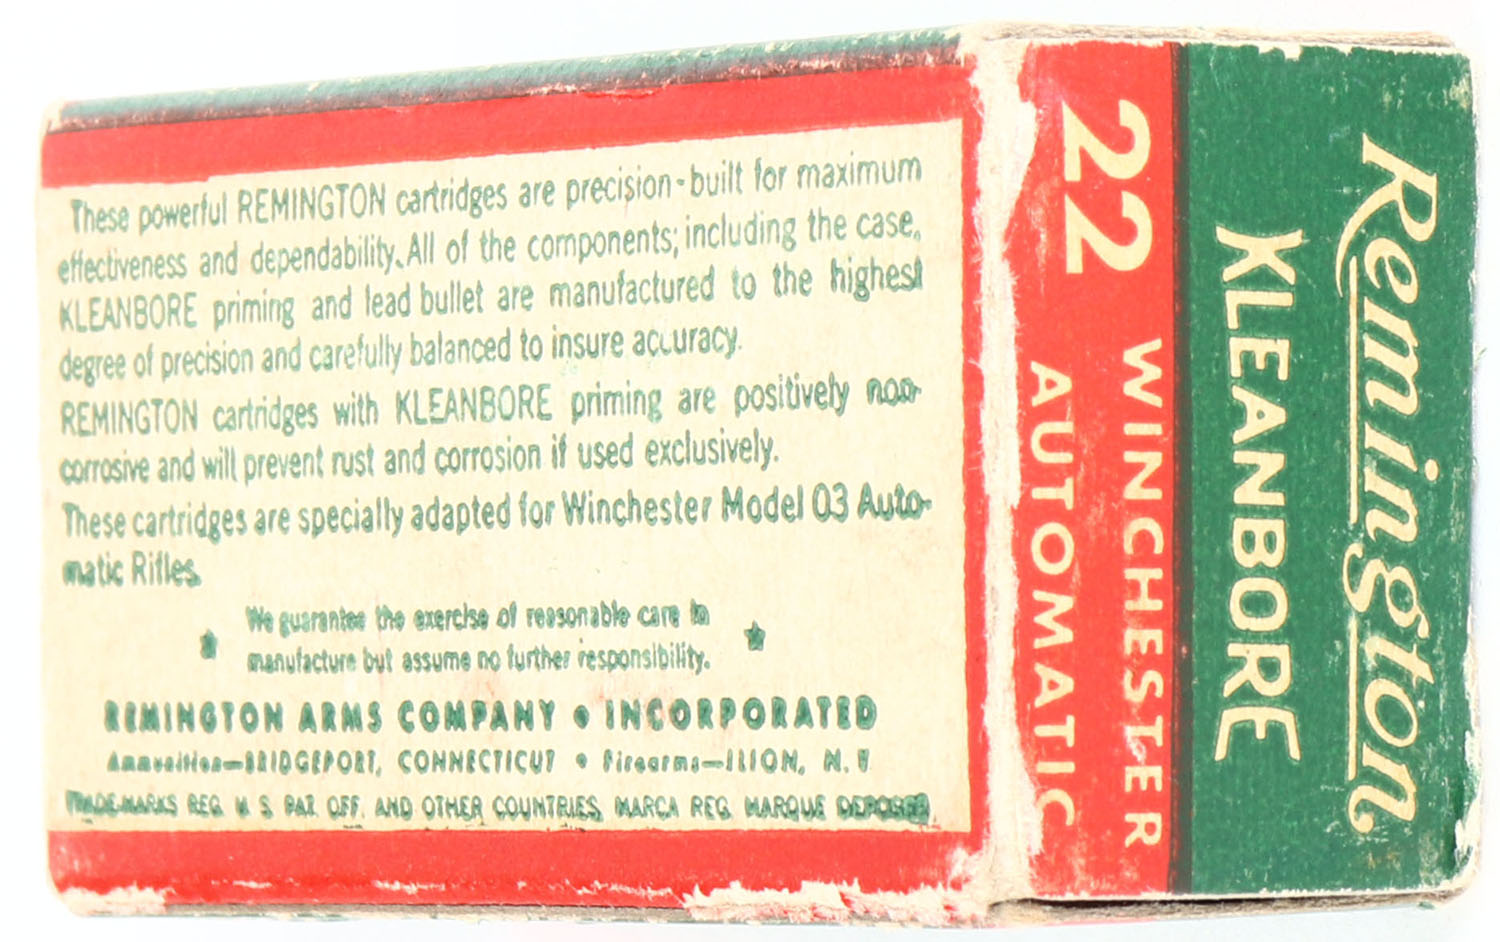 These powerful REMINGTON cartridges are precision-built for maximum
effectiveness and dependability. All of the components, including the case,
KLEANBORE priming and lead bullet are manufactured to the highest
degree of precision and carefully balanced to insure accuracy.
REMINGTON cartridges with KLEANBORE priming are positively non-
corrosive and will prevent rust and corrosion if used exclusively.
These cartridges are specially adapted for Winchester Model 03 Auto-
matic Rifles.
We guarantee the exercise of reasonable care in
manufacture but assume no further responsibility.
REMINGTON ARMS COMPANY • INCORPORATED
Ammunition—BRIDGEPORT, CONNECTICUT • Firearms—ILION, N. Y.
TRADE-MARKS REG. U. S. PAT. OFF. AND OTHER COUNTRIES, MARCA REG. MARQUE DEPOSEE
Remington
KLEANBORE
22 WINCHESTER
AUTOMATIC